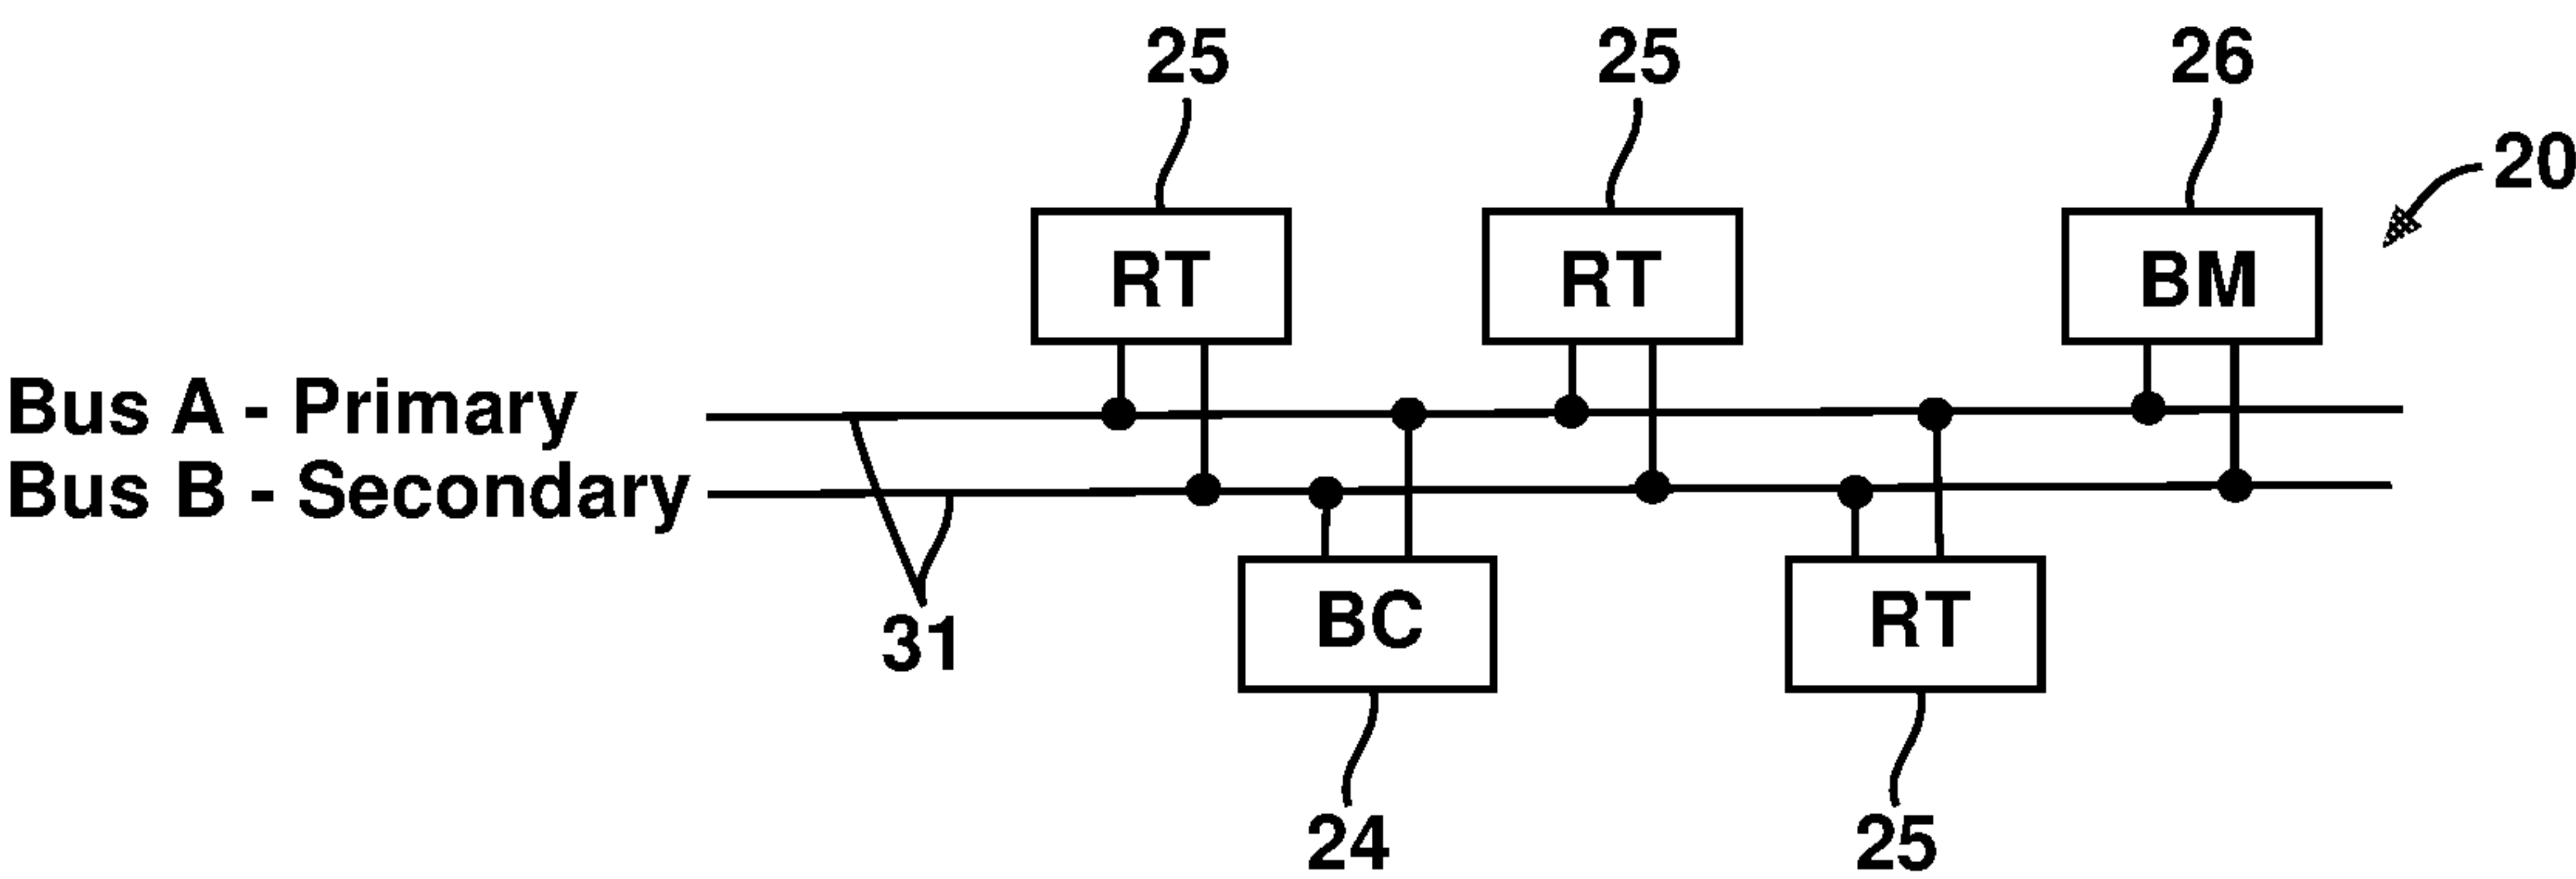 25 25 26
20
RT RT BM
Bus A - Primary
Bus B - Secondary
31
BC RT
24 25